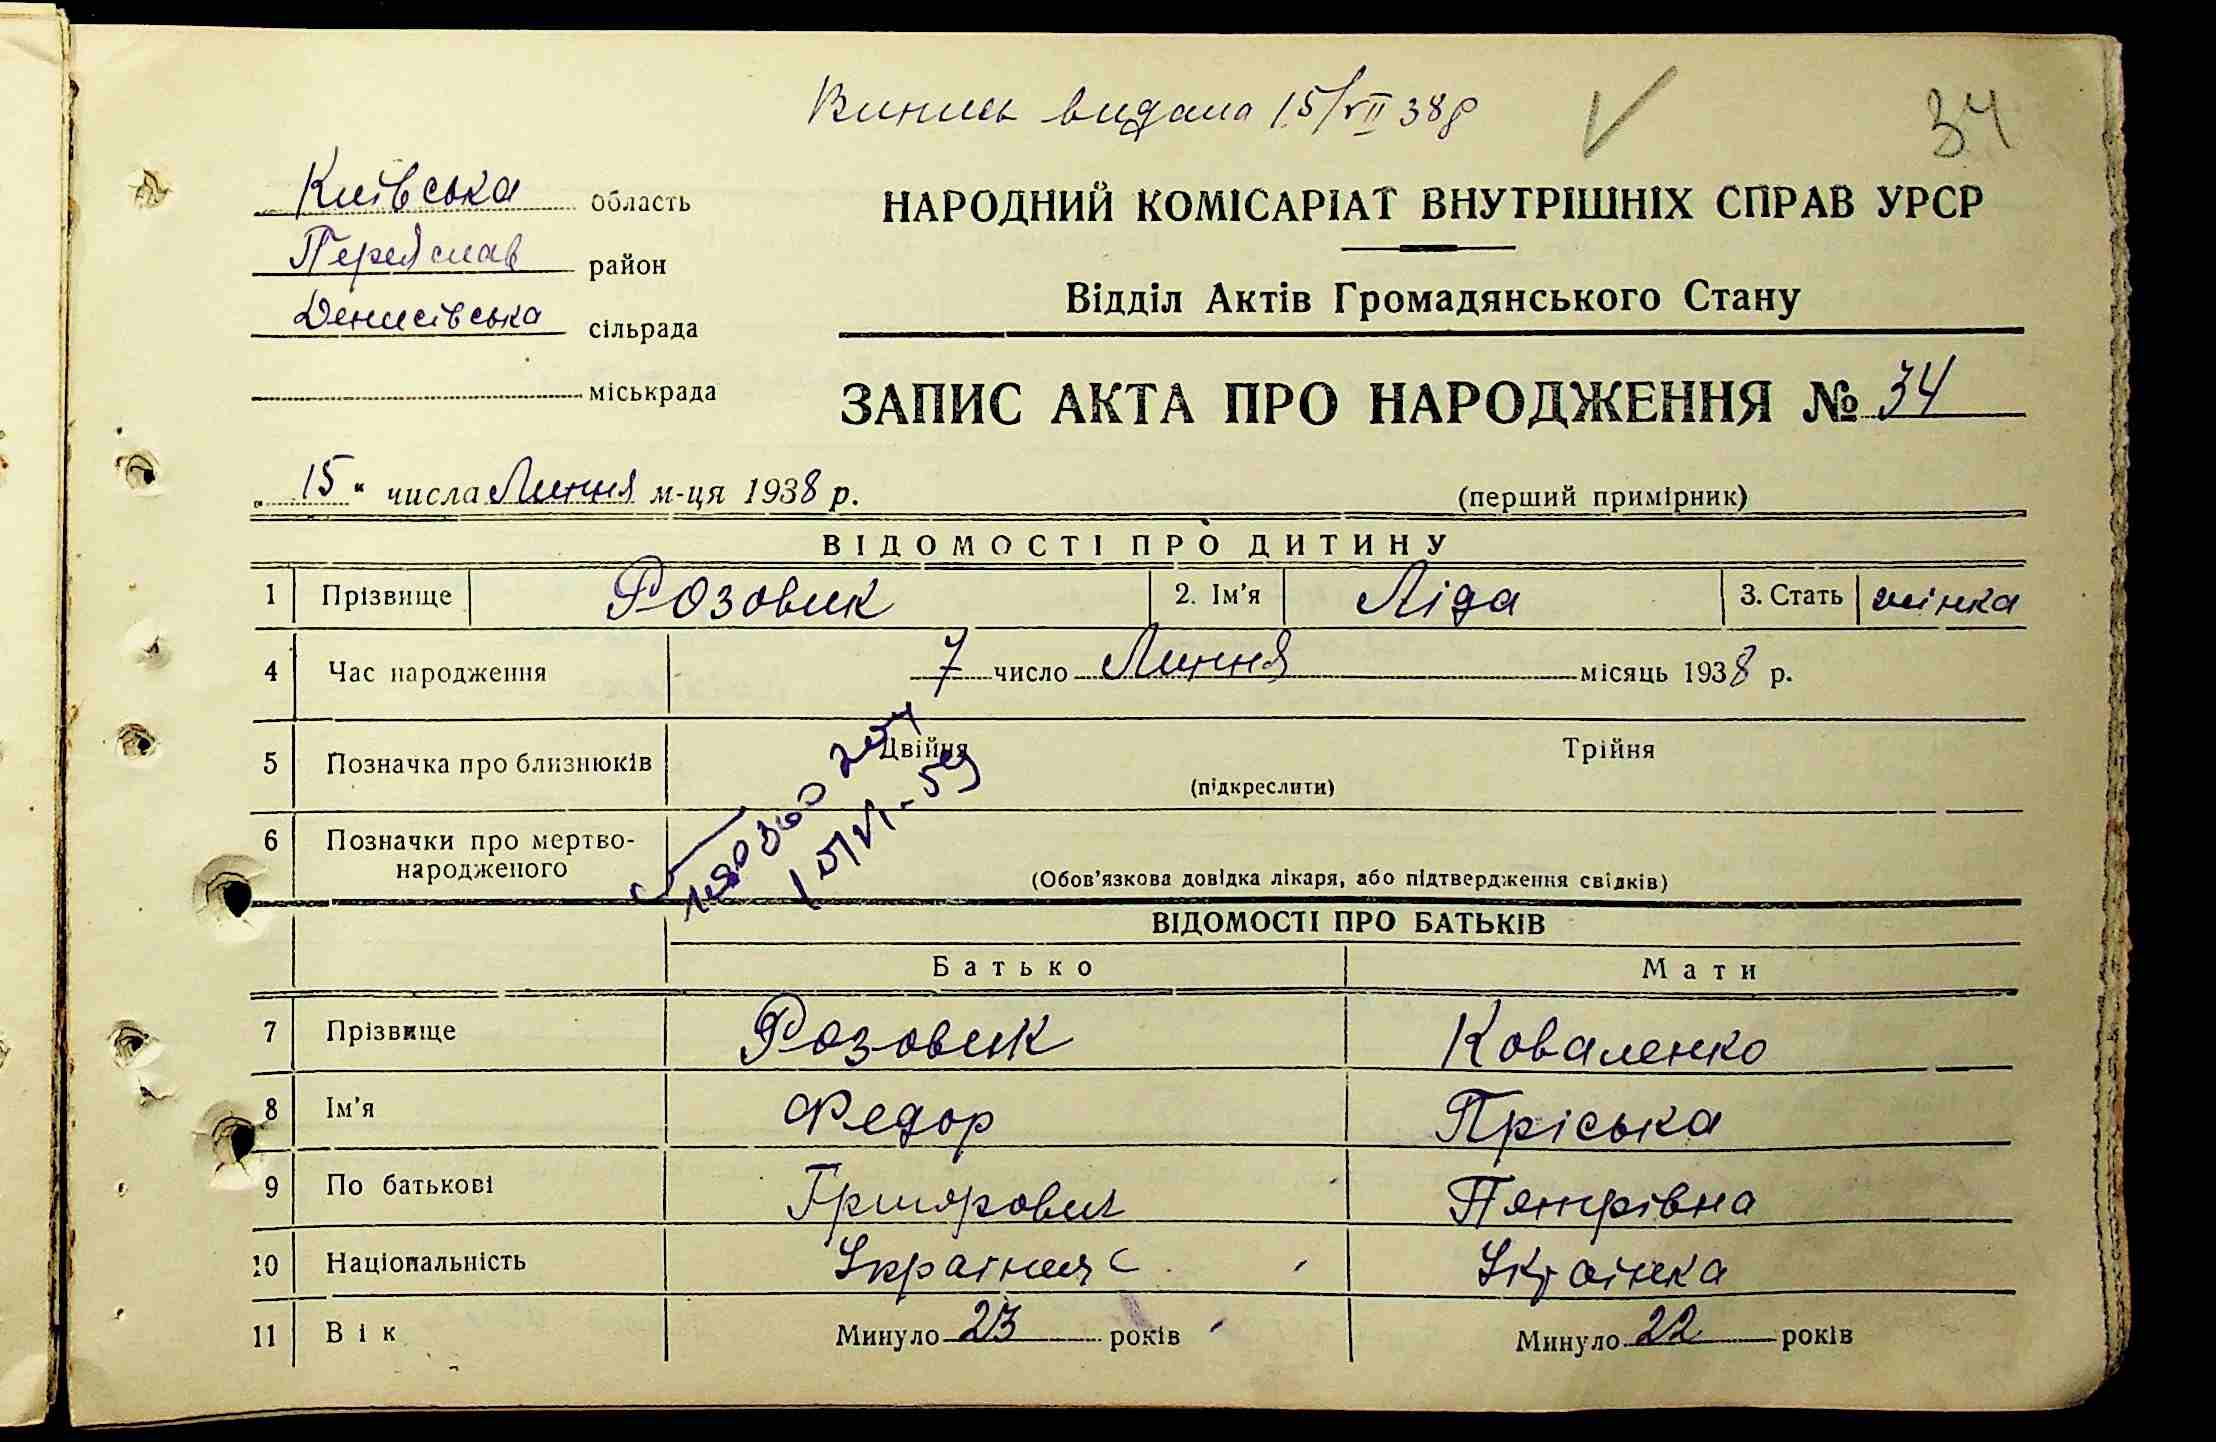 Випись видана 15/VII 38р
34
Київська область
Переяслав район
Денисівська сільрада
міськрада
НАРОДНИЙ КОМІСАРІАТ ВНУТРІШНІХ СПРАВ УРСР
Відділ Актів Громадянського Стану
ЗАПИС АКТА ПРО НАРОДЖЕННЯ № 34
„15“ числа Липня м-ця 1938 р.
(перший примірник)
ВІДОМОСТІ ПРО ДИТИНУ
1 Прізвище Розовик 2. Ім'я Ліда 3. Стать жінка
4 Час народження 7 число Липня місяць 1938 р.
5 Позначка про близнюків Двійня Трійня
(підкреслити)
6 Позначки про мертво-
народженого
(Обов'язкова довідка лікаря, або підтвердження свідків)
ВІДОМОСТІ ПРО БАТЬКІВ
Батько Мати
7 Прізвище Розовик Коваленко
8 Ім'я Федор Пріська
9 По батькові Григорович Петрівна
10 Національність Українец Українка
11 Вік Минуло 23 років Минуло 22 років